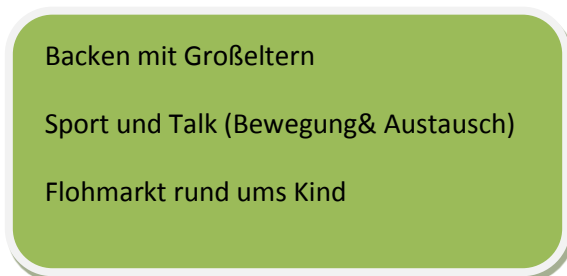 Backen mit Großeltern
Sport und Talk (Bewegung& Austausch)
Flohmarkt rund ums Kind